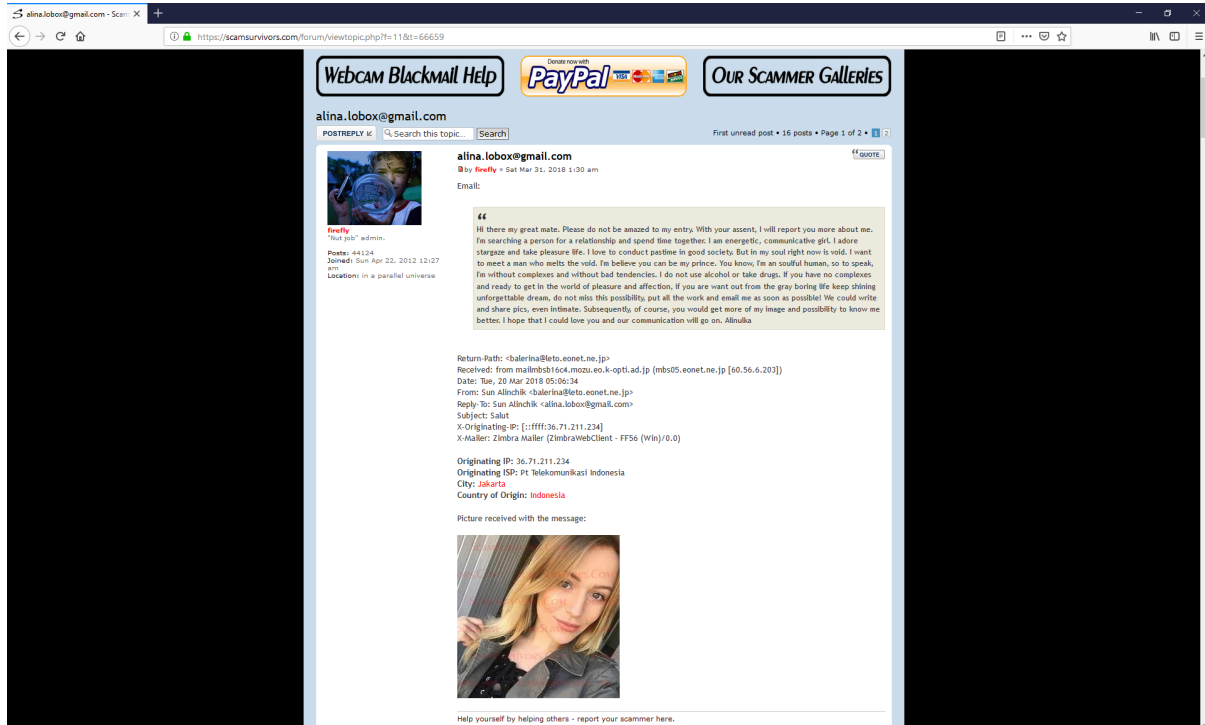 alina.lobox@gmail.com - Scam
https://scamsurvivors.com/forum/viewtopic.php?f=11&t=66659
WEBCAM BLACKMAIL HELP
Donate now with
PayPal
VISA
OUR SCAMMER GALLERIES
alina.lobox@gmail.com
POSTREPLY
Search this topic...
Search
First unread post • 16 posts • Page 1 of 2 • 1 2
firefly
"Nut job" admin.
Posts: 44124
Joined: Sun Apr 22, 2012 12:27
am
Location: in a parallel universe
alina.lobox@gmail.com
QUOTE
by firefly » Sat Mar 31, 2018 1:30 am
Email:
Hi there my great mate. Please do not be amazed to my entry. With your assent, I will report you more about me.
I'm searching a person for a relationship and spend time together. I am energetic, communicative girl. I adore
stargaze and take pleasure life. I love to conduct pastime in good society. But in my soul right now is void. I want
to meet a man who melts the void. I'm believe you can be my prince. You know, I'm an soulful human, so to speak,
I'm without complexes and without bad tendencies. I do not use alcohol or take drugs. If you have no complexes
and ready to get in the world of pleasure and affection, if you are want out from the gray boring life keep shining
unforgettable dream, do not miss this possibility, put all the work and email me as soon as possible! We could write
and share pics, even intimate. Subsequently, of course, you would get more of my image and possibility to know me
better. I hope that I could love you and our communication will go on. Alinulka
Return-Path: <balerina@leto.eonet.ne.jp>
Received: from mailmbsb16c4.mozu.eo.k-opti.ad.jp (mbs05.eonet.ne.jp [60.56.6.203])
Date: Tue, 20 Mar 2018 05:06:34
From: Sun Alinchik <balerina@leto.eonet.ne.jp>
Reply-To: Sun Alinchik <alina.lobox@gmail.com>
Subject: Salut
X-Originating-IP: [::ffff:36.71.211.234]
X-Mailer: Zimbra Mailer (ZimbraWebClient - FF56 (Win)/0.0)
Originating IP: 36.71.211.234
Originating ISP: Pt Telekomunikasi Indonesia
City: Jakarta
Country of Origin: Indonesia
Picture received with the message:
Help yourself by helping others - report your scammer here.